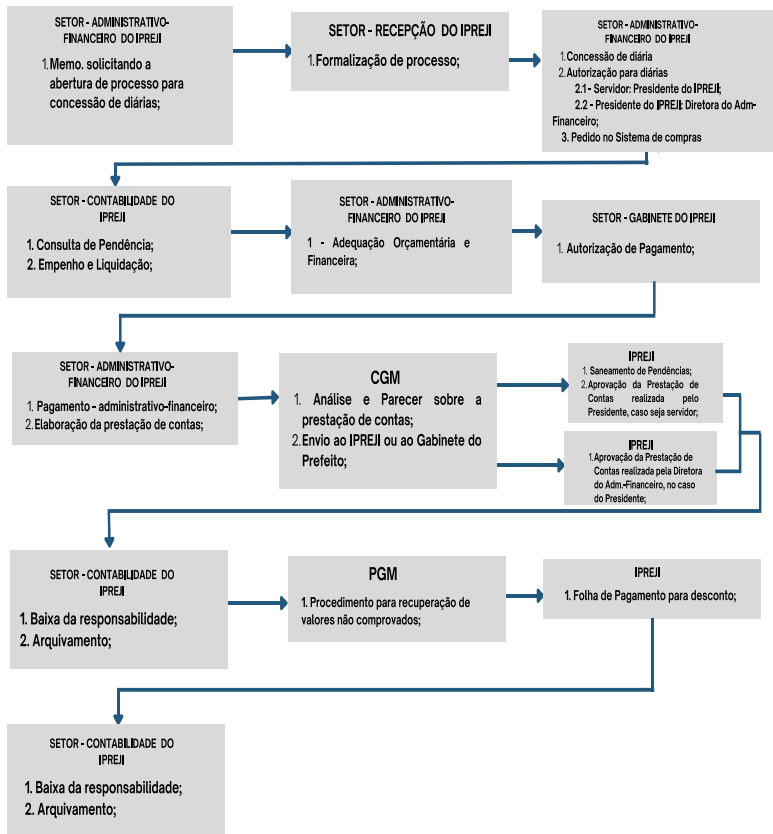 SETOR - ADMINISTRATIVO-
FINANCEIRO DO IPREJI
1. Memo. solicitando a
abertura de processo para
concessão de diárias;
SETOR - RECEPÇÃO DO IPREJI
1. Formalização de processo;
SETOR - ADMINISTRATIVO-
FINANCEIRO DO IPREJI
1. Concessão de diária
2. Autorização para diárias
2.1 - Servidor: Presidente do IPREJI;
2.2 - Presidente do IPREJI: Diretora do Adm-
Financeiro;
3. Pedido no Sistema de compras
SETOR - CONTABILIDADE DO
IPREJI
1. Consulta de Pendência;
2. Empenho e Liquidação;
SETOR - ADMINISTRATIVO-
FINANCEIRO DO IPREJI
1 - Adequação Orçamentária e
Financeira;
SETOR - GABINETE DO IPREJI
1. Autorização de Pagamento;
SETOR - ADMINISTRATIVO-
FINANCEIRO DO IPREJI
1. Pagamento - administrativo-financeiro;
2. Elaboração da prestação de contas;
CGM
1. Análise e Parecer sobre a
prestação de contas;
2. Envio ao IPREJI ou ao Gabinete do
Prefeito;
IPREJI
1. Saneamento de Pendências;
2. Aprovação da Prestação de
Contas realizada pelo
Presidente, caso seja servidor;
IPREJI
1. Aprovação da Prestação de
Contas realizada pela Diretora
do Adm.-Financeiro, no caso
do Presidente;
SETOR - CONTABILIDADE DO
IPREJI
1. Baixa da responsabilidade;
2. Arquivamento;
PGM
1. Procedimento para recuperação de
valores não comprovados;
IPREJI
1. Folha de Pagamento para desconto;
SETOR - CONTABILIDADE DO
IPREJI
1. Baixa da responsabilidade;
2. Arquivamento;